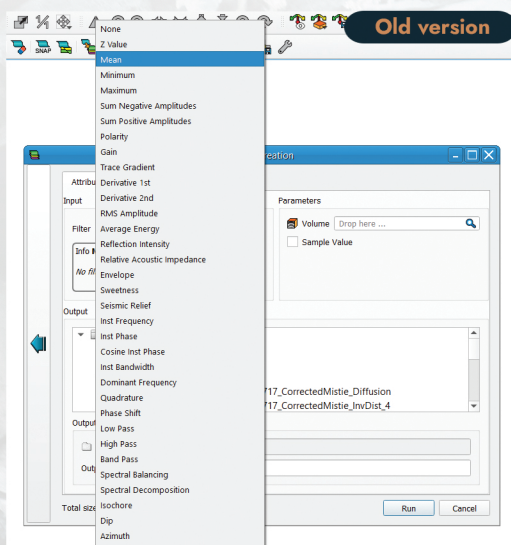 Old version
SNAP
None
Z Value
Mean
Minimum
Maximum
Sum Negative Amplitudes
Sum Positive Amplitudes
Polarity
Gain
Trace Gradient
Derivative 1st
Derivative 2nd
RMS Amplitude
Average Energy
Reflection Intensity
Relative Acoustic Impedance
Envelope
Sweetness
Seismic Relief
Inst Frequency
Inst Phase
Cosine Inst Phase
Inst Bandwidth
Dominant Frequency
Quadrature
Phase Shift
Low Pass
High Pass
Band Pass
Spectral Balancing
Spectral Decomposition
Isochore
Dip
Azimuth
eation
Attribu
Input
Filter
Info
No fil
Parameters
Volume Drop here ...
Sample Value
Output
717_CorrectedMistie_Diffusion
717_CorrectedMistie_InvDist_4
Output
Outp
Total size
Run
Cancel